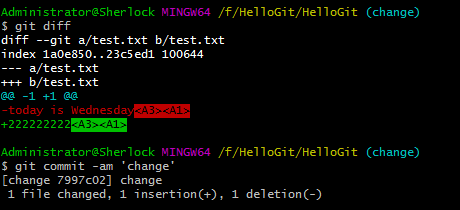 Administrator@Sherlock MINGW64 /f/HelloGit/HelloGit (change)
$ git diff
diff --git a/test.txt b/test.txt
index 1a0e850..23c5ed1 100644
--- a/test.txt
+++ b/test.txt
@@ -1 +1 @@
-today is Wednesday<A3><A1>
+222222222<A3><A1>
Administrator@Sherlock MINGW64 /f/HelloGit/HelloGit (change)
$ git commit -am 'change'
[change 7997c02] change
 1 file changed, 1 insertion(+), 1 deletion(-)